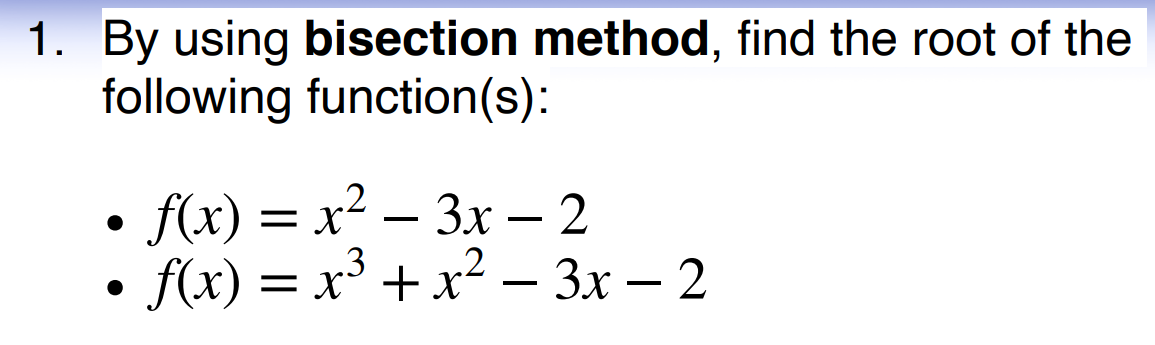 1. By using bisection method, find the root of the
following function(s):
• f(x) = x² – 3x – 2
• f(x) = x³ + x² – 3x – 2